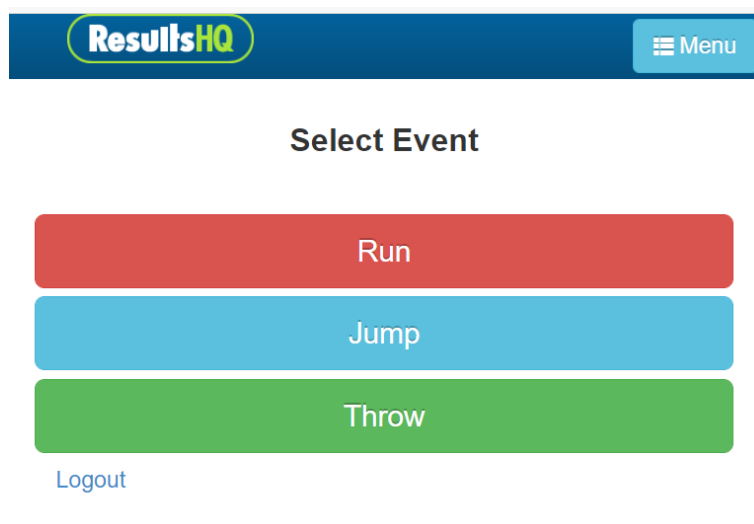 ResultsHQ
Menu
Select Event
Run
Jump
Throw
Logout